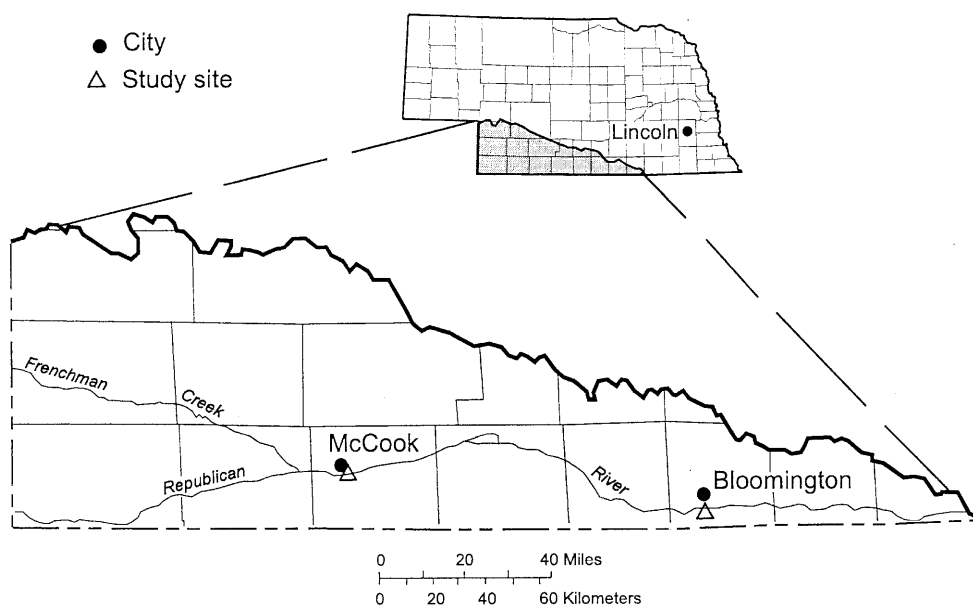 City
Study site
Lincoln
Frenchman
Creek
McCook
Republican
River
Bloomington
0 20 40 Miles
0 20 40 60 Kilometers